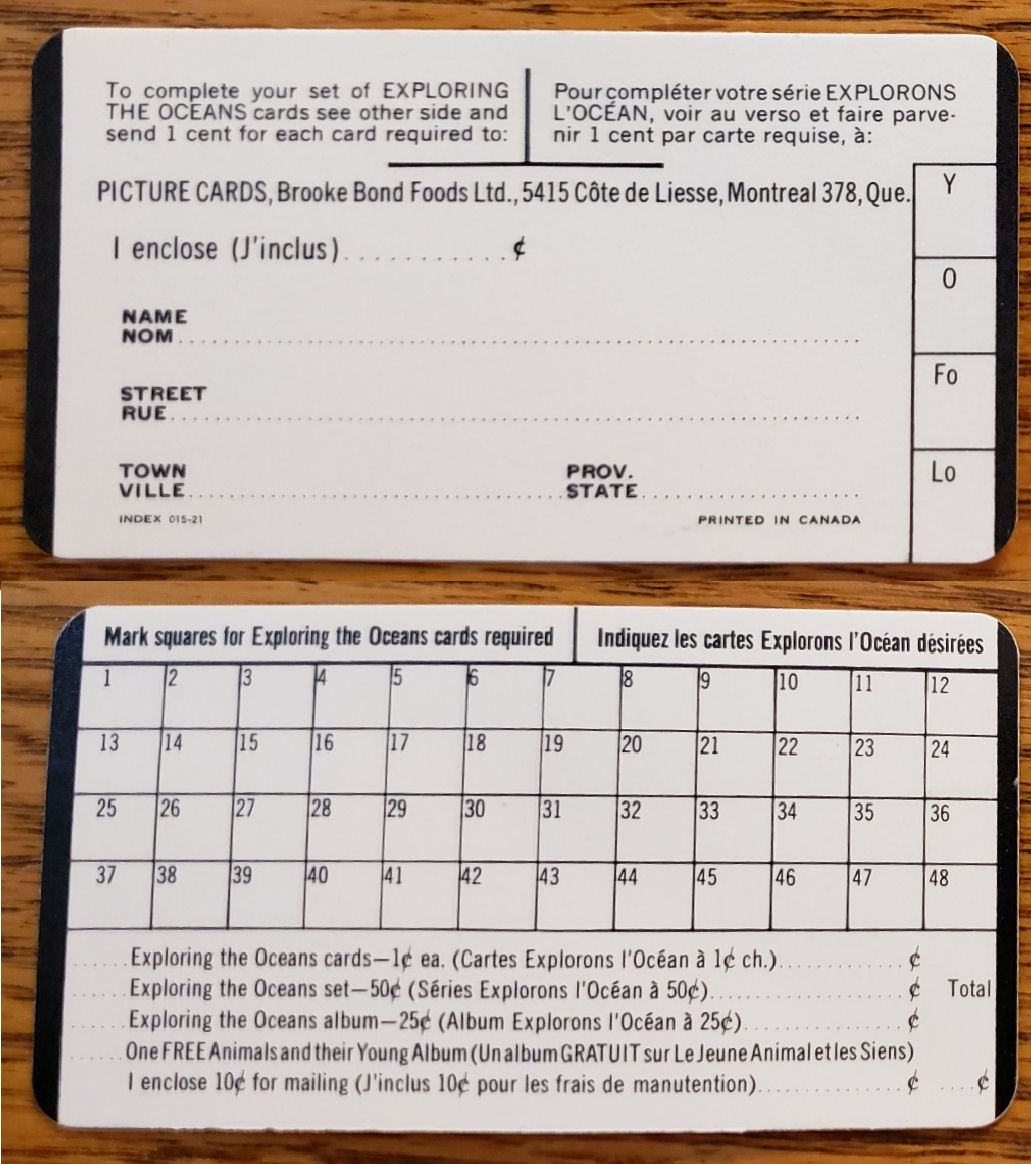 To complete your set of EXPLORING
THE OCEANS cards see other side and
send 1 cent for each card required to:
Pour compléter votre série EXPLORONS
L'OCÉAN, voir au verso et faire parve-
nir 1 cent par carte requise, à:
PICTURE CARDS, Brooke Bond Foods Ltd., 5415 Côte de Liesse, Montreal 378, Que.
Y
O
Fo
Lo
I enclose (J'inclus)...........¢
NAME
NOM
STREET
RUE
TOWN
VILLE
PROV.
STATE
INDEX 015-21
PRINTED IN CANADA
Mark squares for Exploring the Oceans cards required
Indiquez les cartes Explorons l'Océan désirées
1 2 3 4 5 6 7 8 9 10 11 12
13 14 15 16 17 18 19 20 21 22 23 24
25 26 27 28 29 30 31 32 33 34 35 36
37 38 39 40 41 42 43 44 45 46 47 48
......Exploring the Oceans cards—1¢ ea. (Cartes Explorons l'Océan à 1¢ ch.)............¢
......Exploring the Oceans set—50¢ (Séries Explorons l'Océan à 50¢)..................¢ Total
......Exploring the Oceans album—25¢ (Album Explorons l'Océan à 25¢)...............¢
......One FREE Animals and their Young Album (Un album GRATUIT sur Le Jeune Animal et les Siens)
I enclose 10¢ for mailing (J'inclus 10¢ pour les frais de manutention)..............¢ .....¢